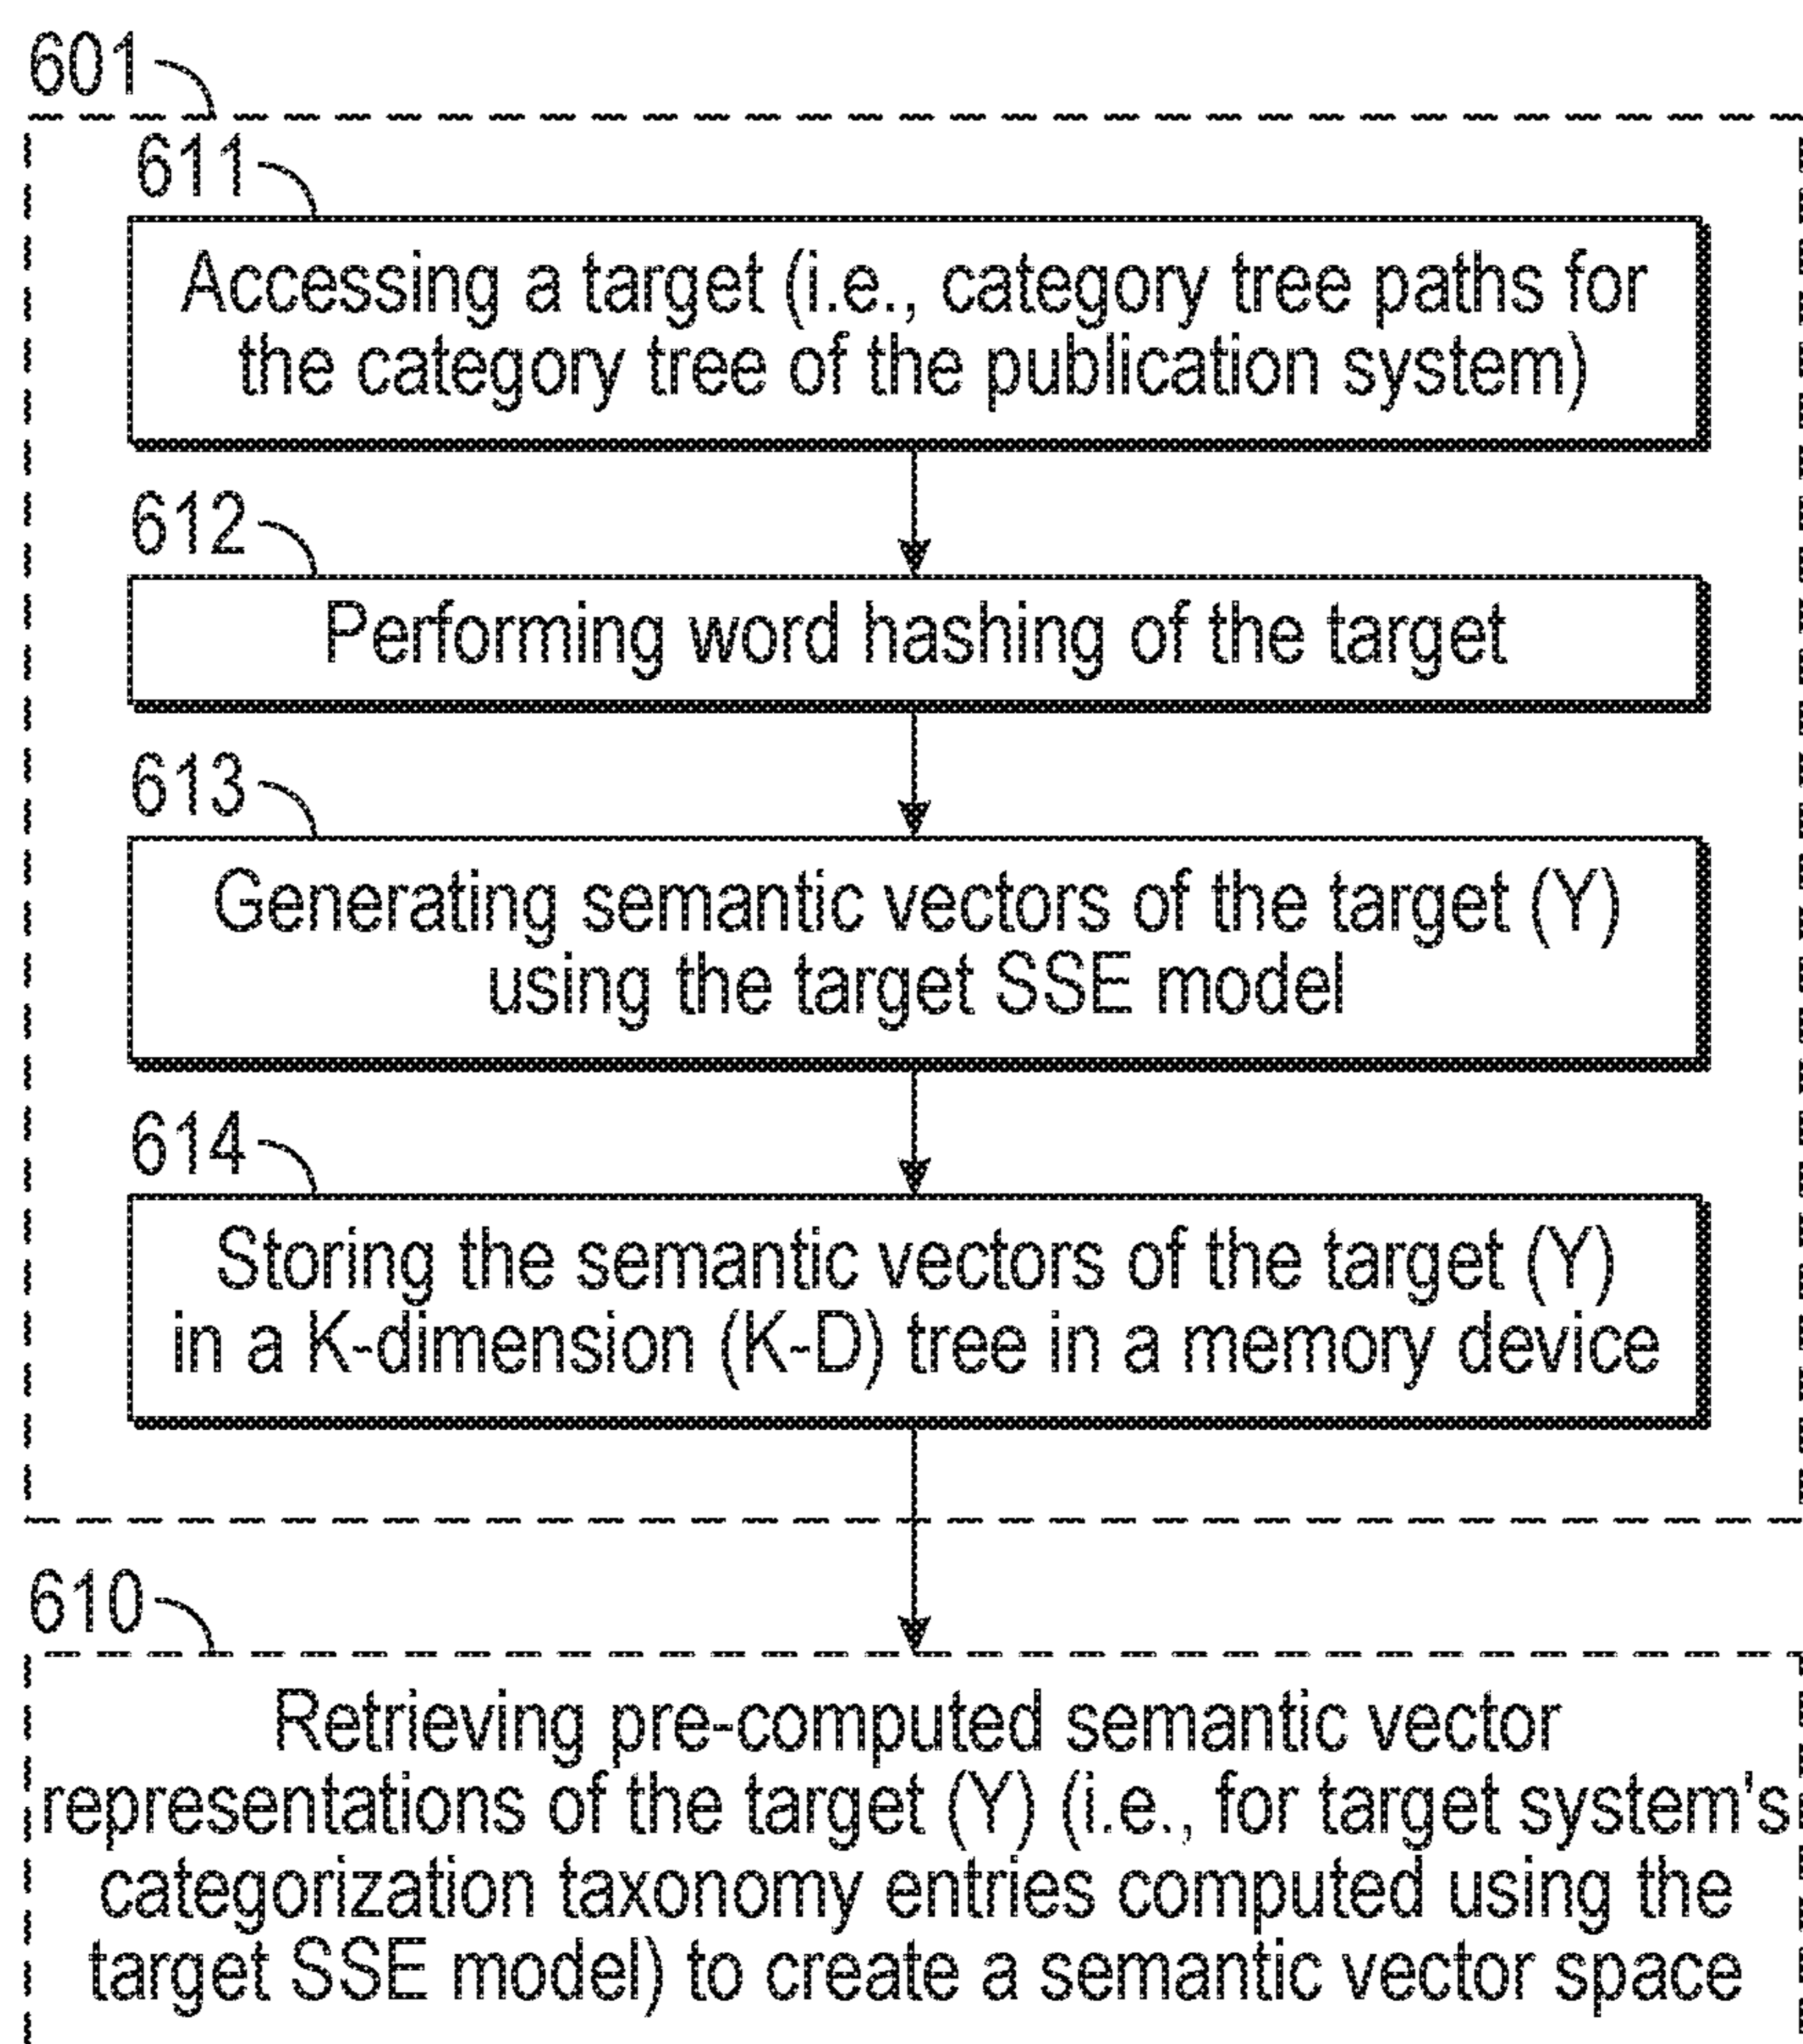 601
611
Accessing a target (i.e., category tree paths for
the category tree of the publication system)
612
Performing word hashing of the target
613
Generating semantic vectors of the target (Y)
using the target SSE model
614
Storing the semantic vectors of the target (Y)
in a K-dimension (K-D) tree in a memory device
610
Retrieving pre-computed semantic vector
representations of the target (Y) (i.e., for target system's
categorization taxonomy entries computed using the
target SSE model) to create a semantic vector space